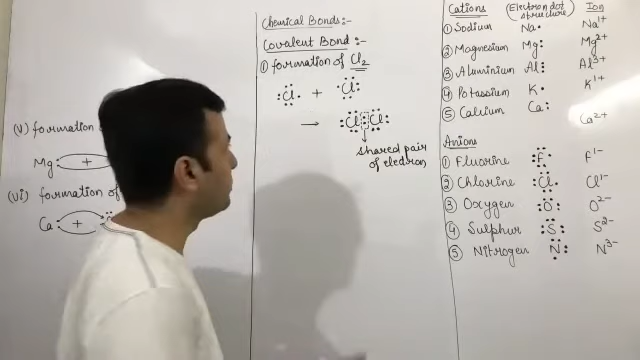 (V) formation
Mg +
(VI) formation of
Ca +
Chemical Bonds:-
Covalent Bond:-
① formation of Cl2
:Cl. + .Cl:
→ :Cl:Cl:
shared pair
of electron
Cations (Electron dot structure) Ion
① Sodium Na• Na1+
② Magnesium Mg: Mg2+
③ Aluminium Al⫶ Al3+
④ Potassium K• K1+
⑤ Calcium Ca: Ca2+
Anions
① Fluorine :F• F1-
② Chlorine :Cl. Cl1-
③ Oxygen :O: O2-
④ Sulphur :S: S2-
⑤ Nitrogen N: N3-